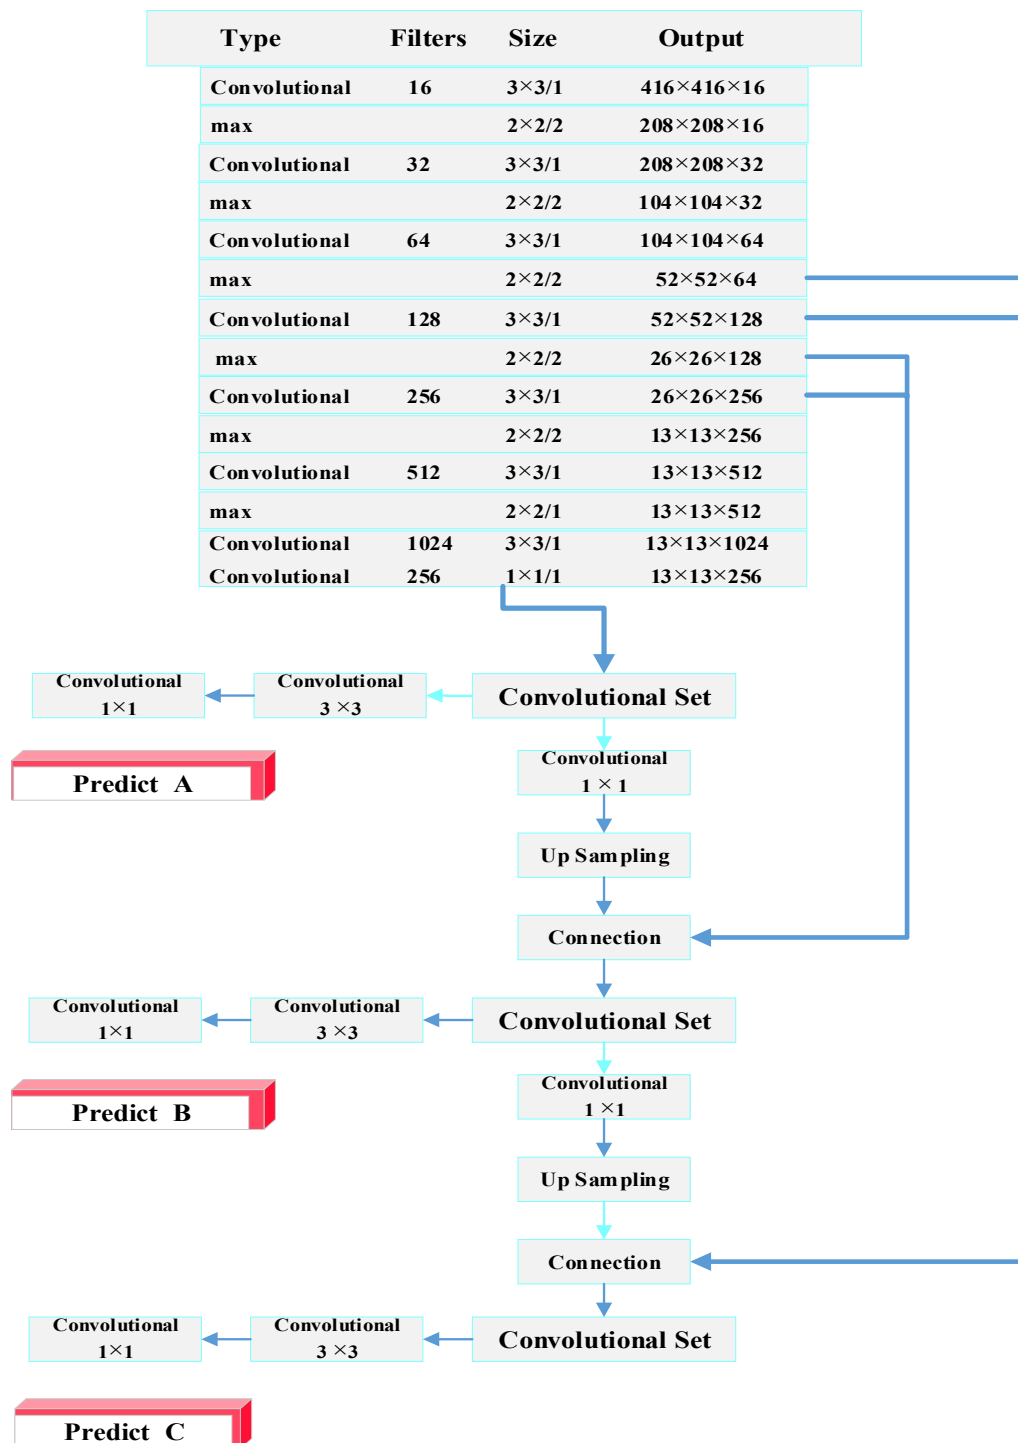 Type Filters Size Output
Convolutional 16 3×3/1 416×416×16
max 2×2/2 208×208×16
Convolutional 32 3×3/1 208×208×32
max 2×2/2 104×104×32
Convolutional 64 3×3/1 104×104×64
max 2×2/2 52×52×64
Convolutional 128 3×3/1 52×52×128
max 2×2/2 26×26×128
Convolutional 256 3×3/1 26×26×256
max 2×2/2 13×13×256
Convolutional 512 3×3/1 13×13×512
max 2×2/1 13×13×512
Convolutional 1024 3×3/1 13×13×1024
Convolutional 256 1×1/1 13×13×256
Convolutional
1×1
Convolutional
3 ×3
Convolutional Set
Predict A
Convolutional
1 × 1
Up Sampling
Connection
Convolutional
1×1
Convolutional
3 ×3
Convolutional Set
Predict B
Convolutional
1 ×1
Up Sampling
Connection
Convolutional
1×1
Convolutional
3 ×3
Convolutional Set
Predict C